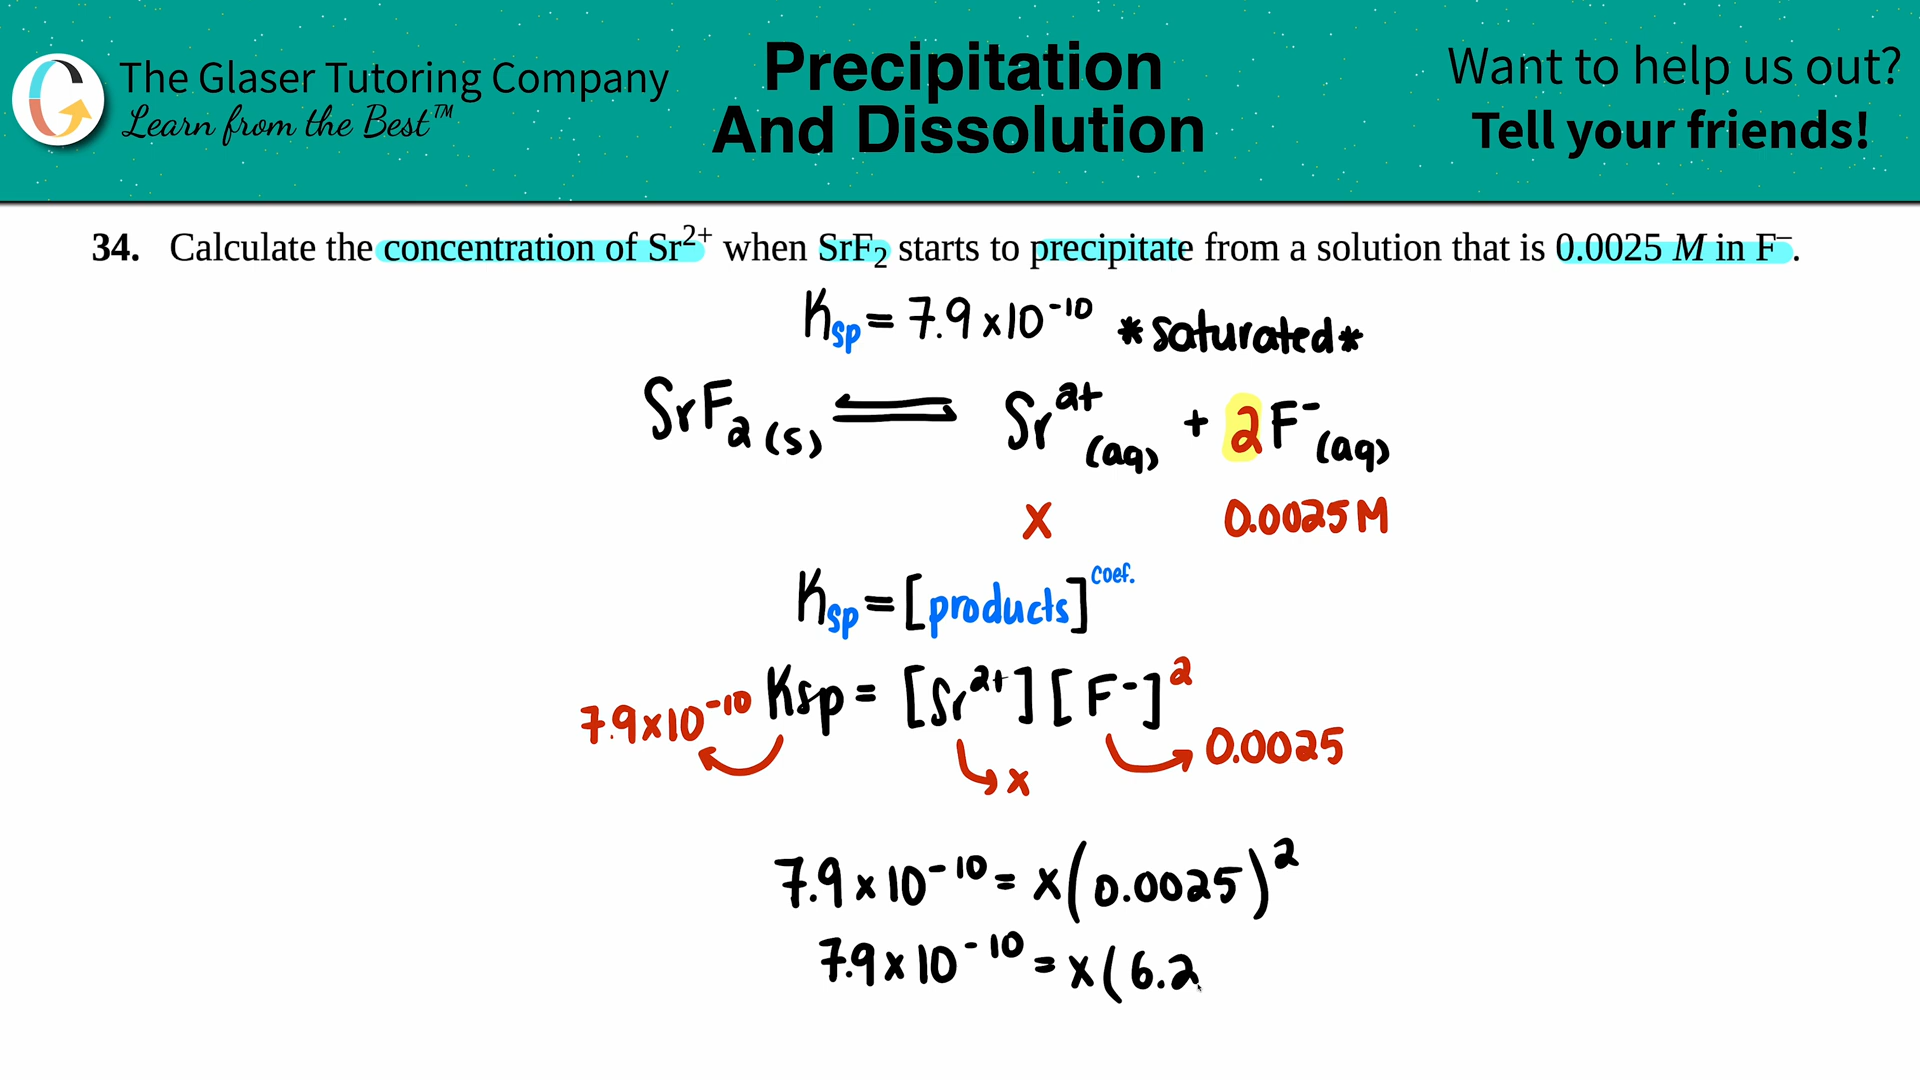 The Glaser Tutoring Company
Learn from the Best™
Precipitation
And Dissolution
Want to help us out?
Tell your friends!
34. Calculate the concentration of Sr²⁺ when SrF₂ starts to precipitate from a solution that is 0.0025 M in F⁻.
Ksp = 7.9 x 10⁻¹⁰ *saturated*
SrF₂ (s) ⇌ Sr²⁺ (aq) + 2F⁻ (aq)
x 0.0025 M
Ksp = [products]ᶜᵒᵉᶠ·
7.9 x 10⁻¹⁰ Ksp = [Sr²⁺] [F⁻]²
x 0.0025
7.9 x 10⁻¹⁰ = x(0.0025)²
7.9 x 10⁻¹⁰ = x(6.2